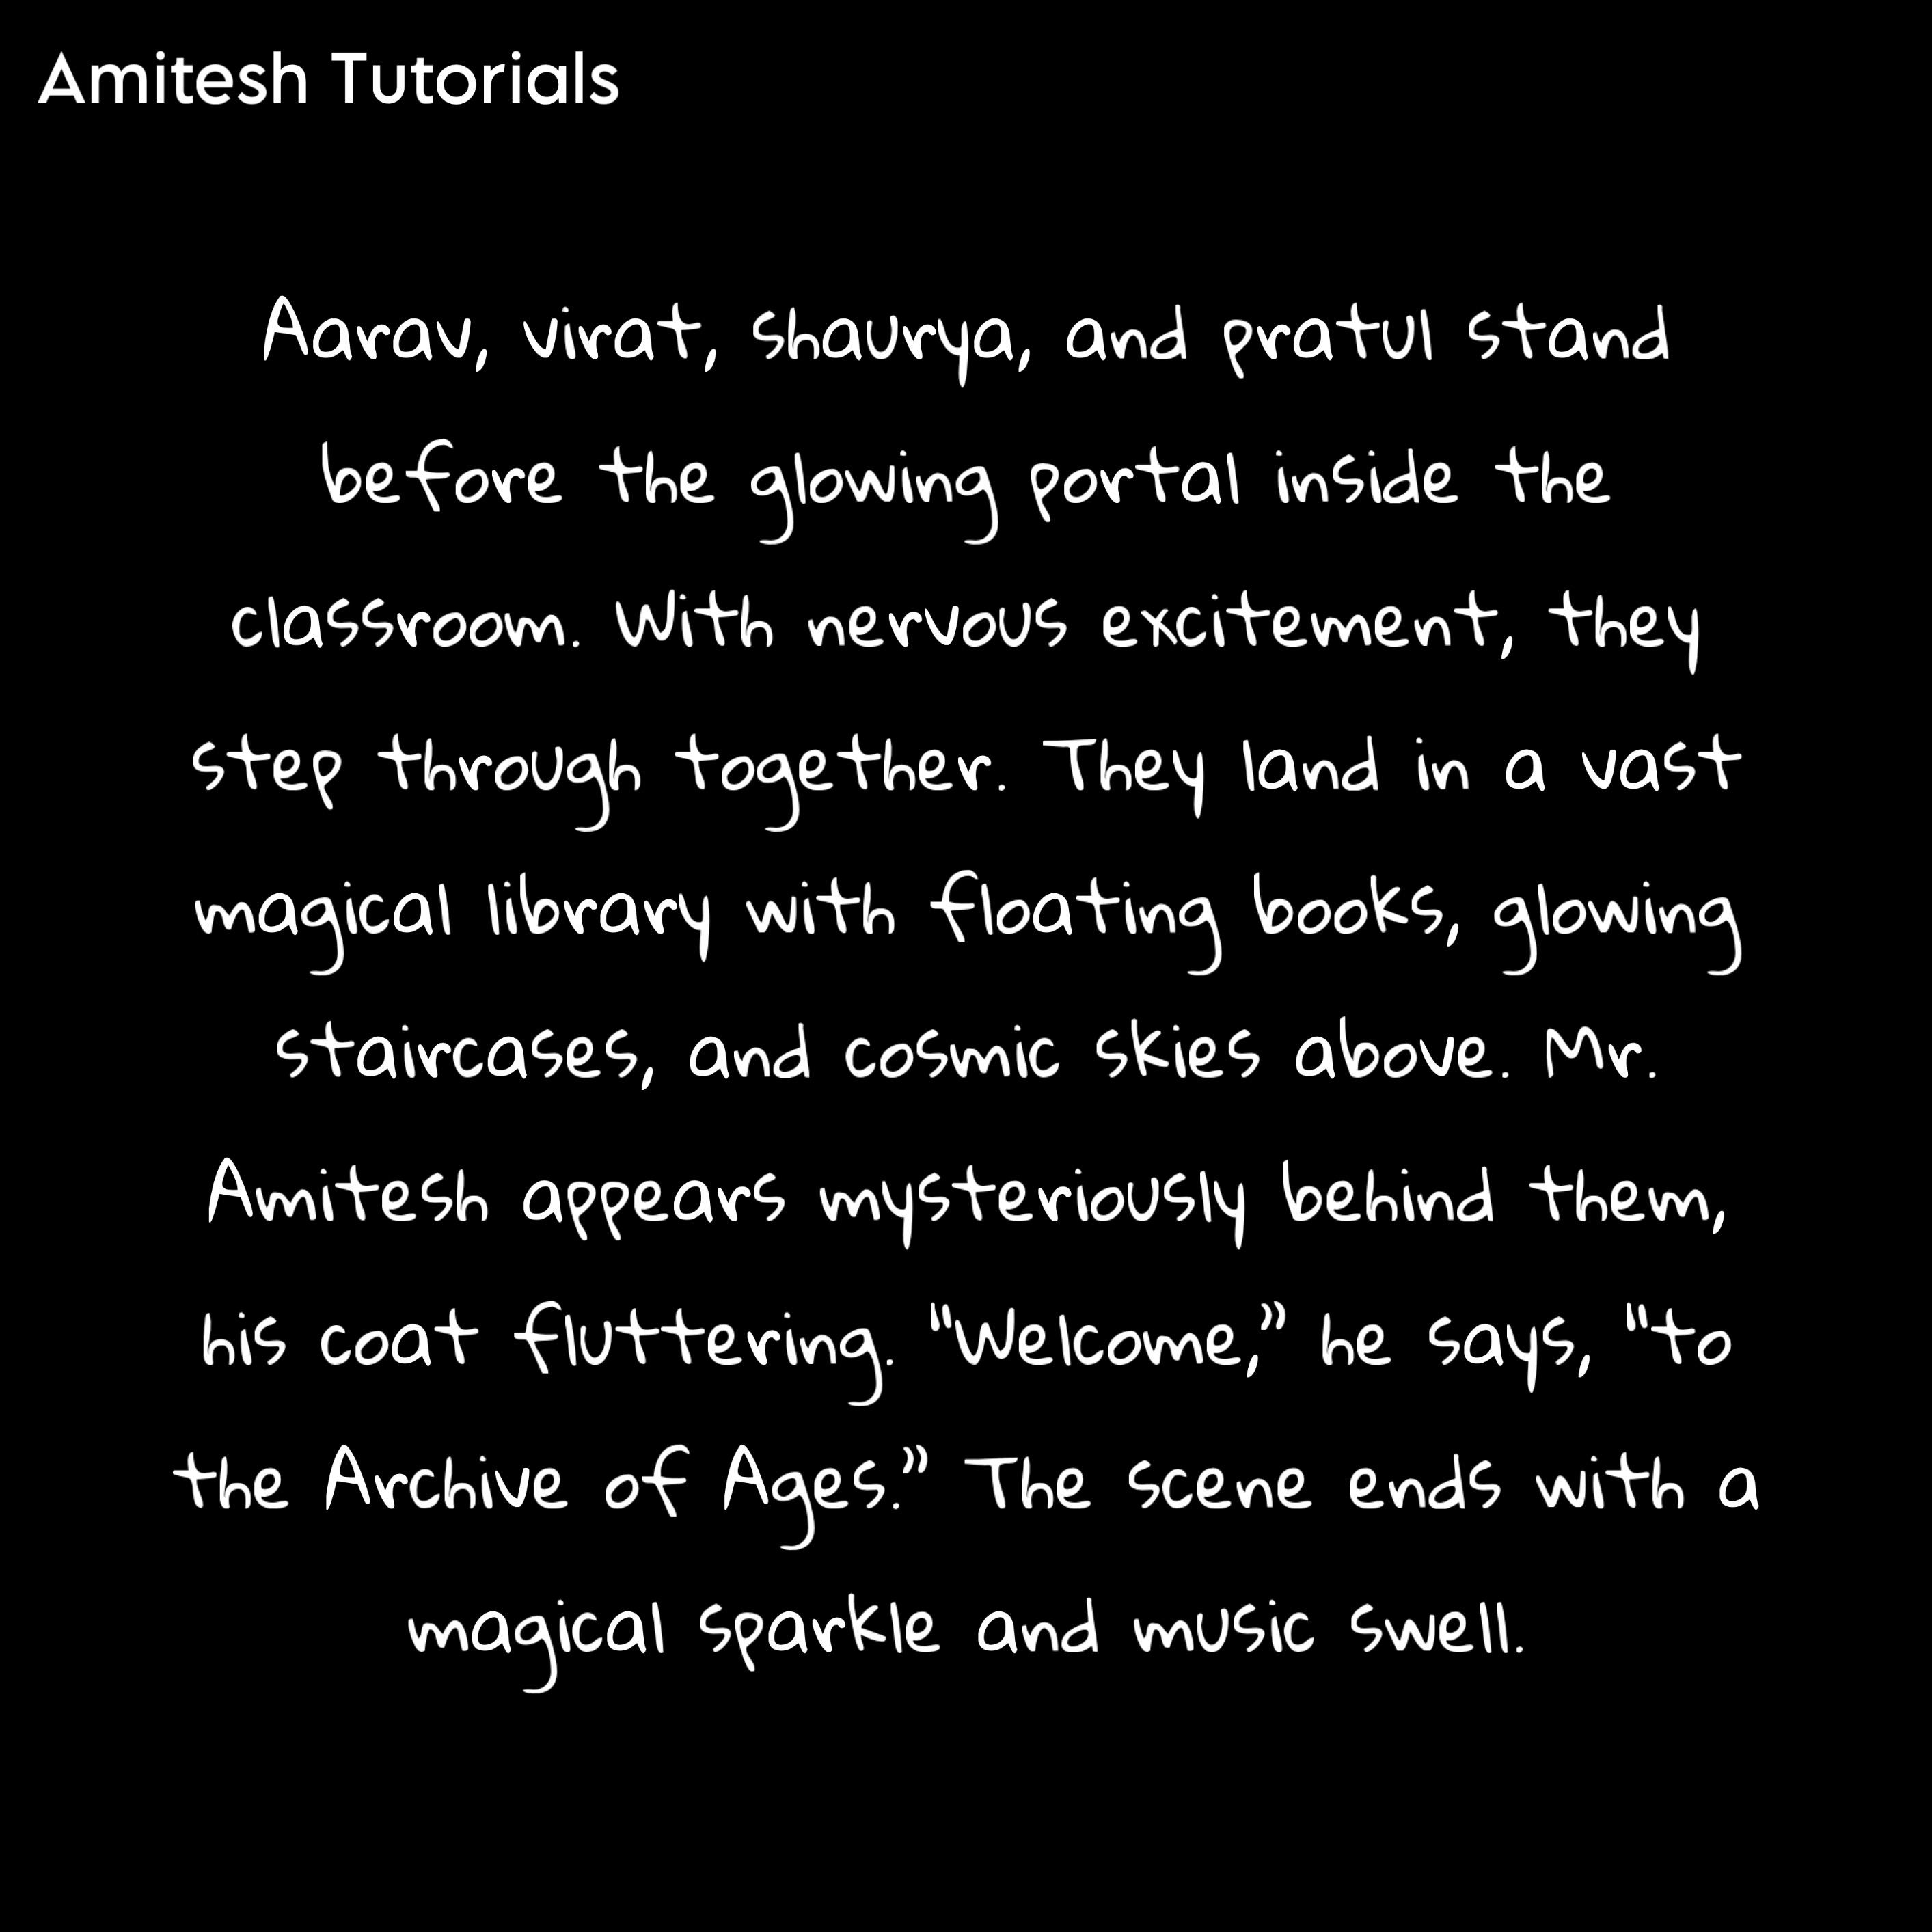 Amitesh Tutorials
Aarav, virat, shaurya, and pratul stand
before the glowing portal inside the
classroom. With nervous excitement, they
step through together. They land in a vast
magical library with floating books, glowing
staircases, and cosmic skies above. Mr.
Amitesh appears mysteriously behind them,
his coat fluttering. "Welcome,” he says, "to
the Archive of Ages.” The scene ends with a
magical sparkle and music swell.